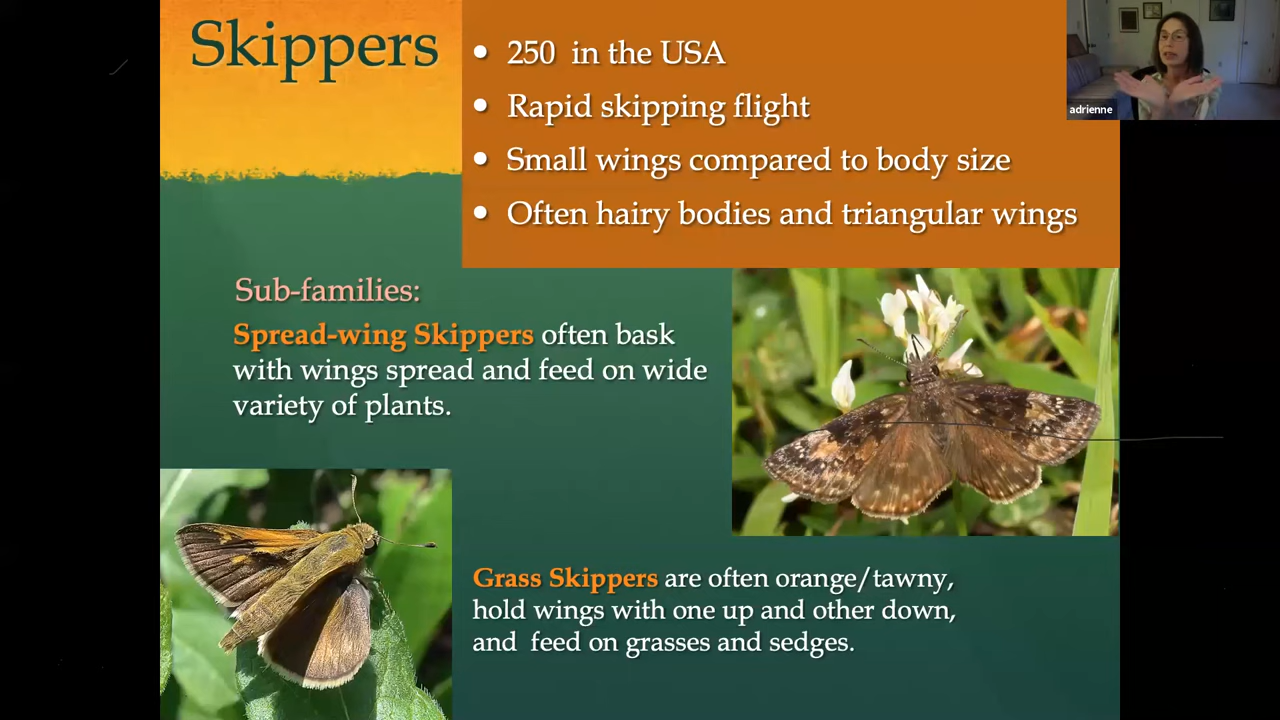 Skippers
• 250 in the USA
• Rapid skipping flight
• Small wings compared to body size
• Often hairy bodies and triangular wings
adrienne
Sub-families:
Spread-wing Skippers often bask
with wings spread and feed on wide
variety of plants.
Grass Skippers are often orange/tawny,
hold wings with one up and other down,
and feed on grasses and sedges.